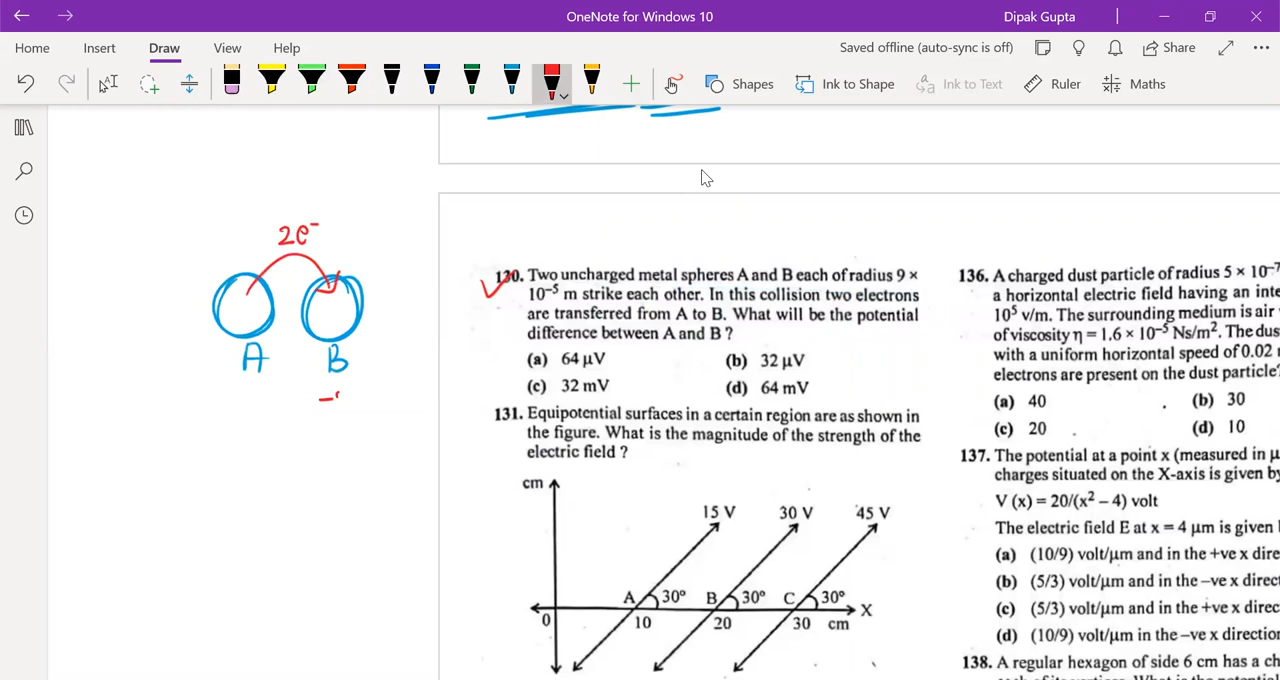 OneNote for Windows 10
Dipak Gupta
Home Insert Draw View Help
Saved offline (auto-sync is off)
Share
Shapes
Ink to Shape
Ink to Text
Ruler
Maths
2e⁻
A
B
130. Two uncharged metal spheres A and B each of radius 9 ×
10⁻⁵ m strike each other. In this collision two electrons
are transferred from A to B. What will be the potential
difference between A and B ?
(a) 64 μV (b) 32 μV
(c) 32 mV (d) 64 mV
131. Equipotential surfaces in a certain region are as shown in
the figure. What is the magnitude of the strength of the
electric field ?
cm
15 V 30 V 45 V
A 30° B 30° C 30°
X
0 10 20 30 cm
136. A charged dust particle of radius 5 × 10⁻⁷
a horizontal electric field having an inte
10⁵ v/m. The surrounding medium is air
of viscosity η = 1.6 × 10⁻⁵ Ns/m². The dus
with a uniform horizontal speed of 0.02
electrons are present on the dust particle?
(a) 40 (b) 30
(c) 20 (d) 10
137. The potential at a point x (measured in μ
charges situated on the X-axis is given by
V (x) = 20/(x² – 4) volt
The electric field E at x = 4 μm is given
(a) (10/9) volt/μm and in the +ve x dire
(b) (5/3) volt/μm and in the –ve x direct
(c) (5/3) volt/μm and in the +ve x direc
(d) (10/9) volt/μm in the –ve x direction
138. A regular hexagon of side 6 cm has a ch